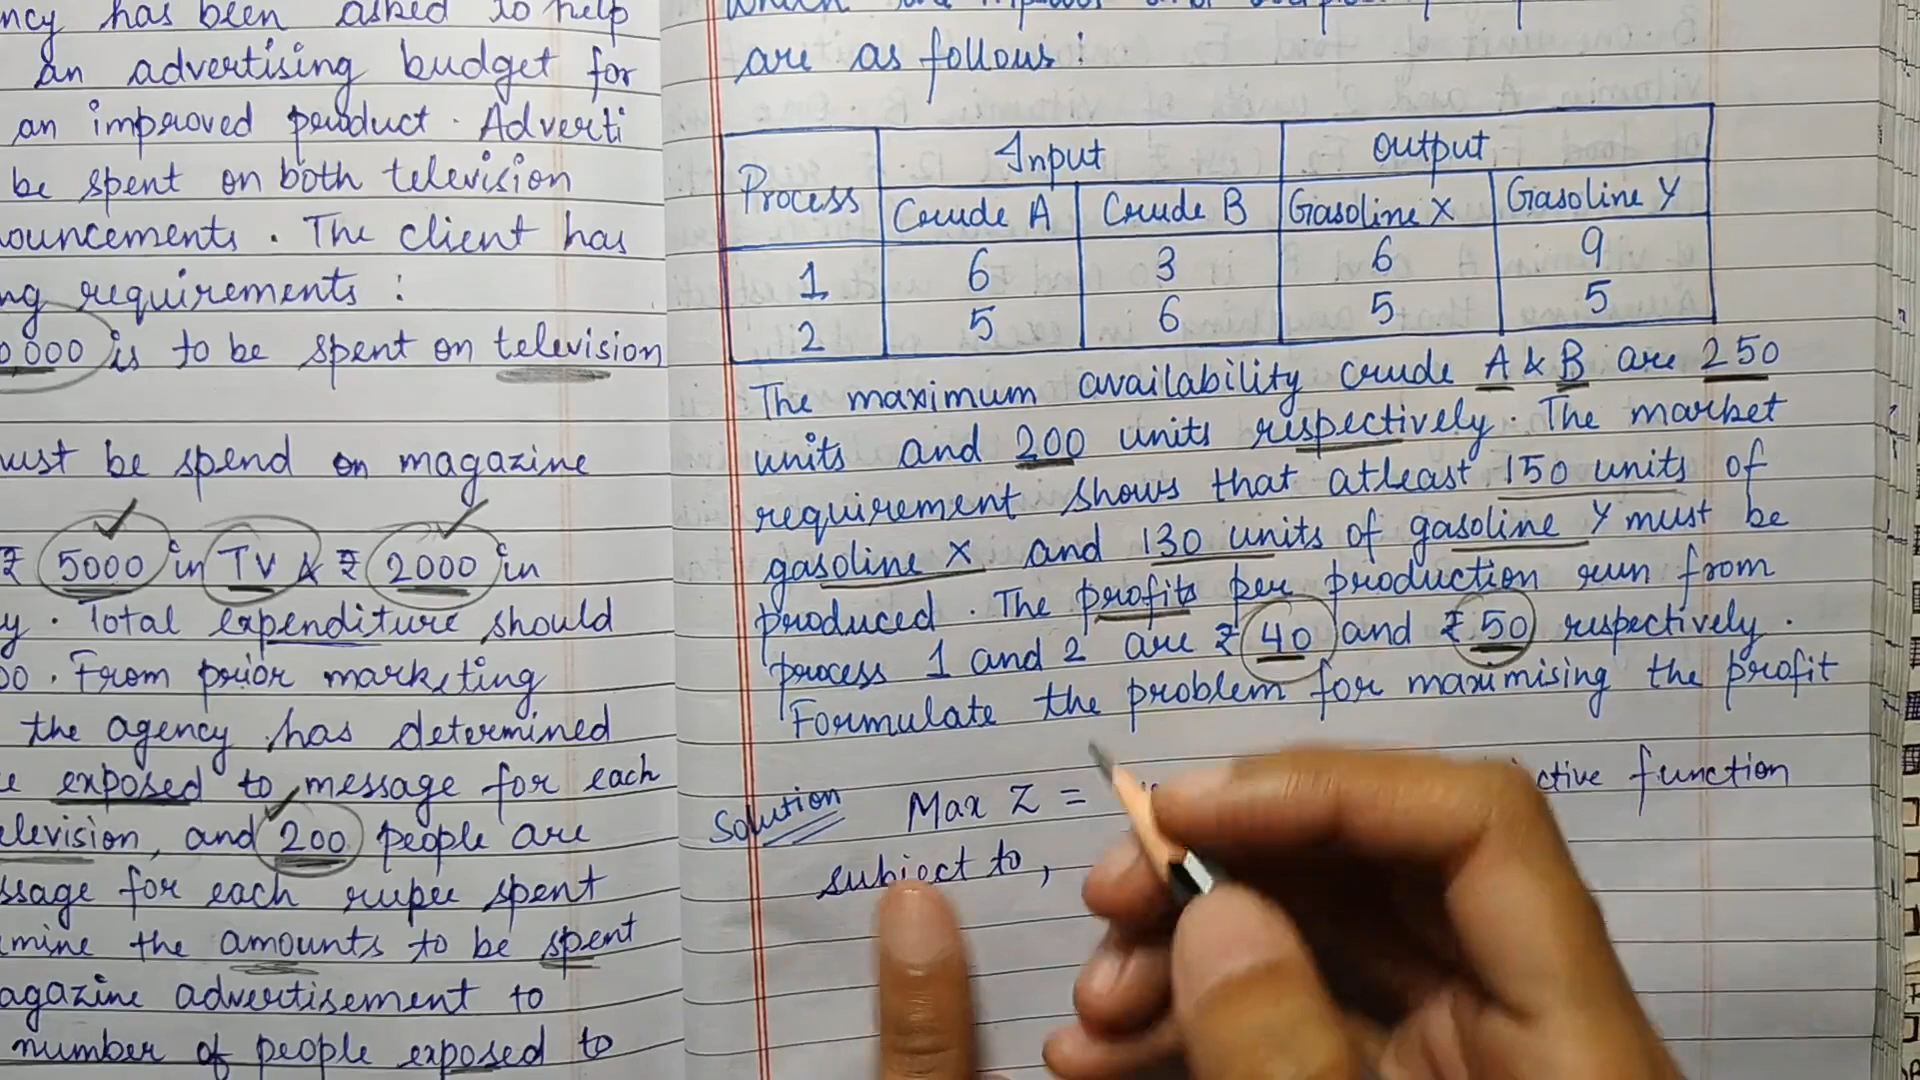 ncy has been asked to help
an advertising budget for
an improved product. Adverti
be spent on both television
ouncements. The client has
ng requirements:
0,000 is to be spent on television
ust be spend on magazine
₹ 5000 in TV & ₹ 2000 in
y. Total expenditure should
00. From prior marketing
the agency has determined
e exposed to message for each
elevision, and 200 people are
ssage for each rupee spent
mine the amounts to be spent
agazine advertisement to
number of people exposed to
are as follows:
Process Input Output
Crude A Crude B Gasoline X Gasoline Y
1 6 3 6 9
2 5 6 5 5
The maximum availability crude A & B are 250
units and 200 units respectively. The market
requirement shows that atleast 150 units of
gasoline X and 130 units of gasoline Y must be
produced. The profits per production run from
process 1 and 2 are ₹ 40 and ₹ 50 respectively.
Formulate the problem for maximising the profit
Solution Max Z = ctive function
subject to,